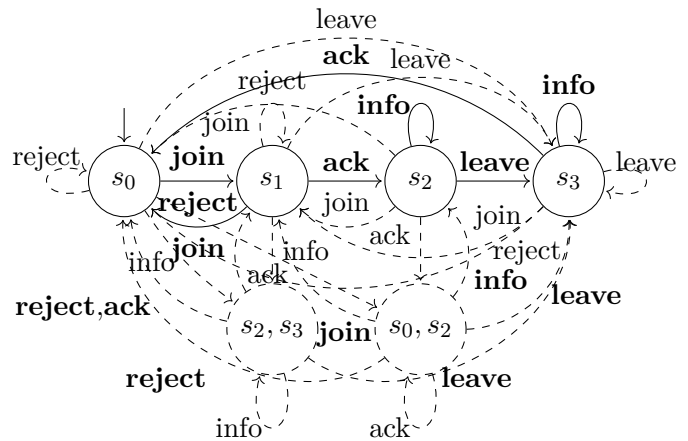 leave
ack
leave
reject
info
info
join
reject
join
ack
leave
leave
s0
s1
s2
s3
reject
join
join
ack
reject
join
info
info
ack
info
reject,ack
leave
s2, s3
join
s0, s2
reject
leave
info
ack